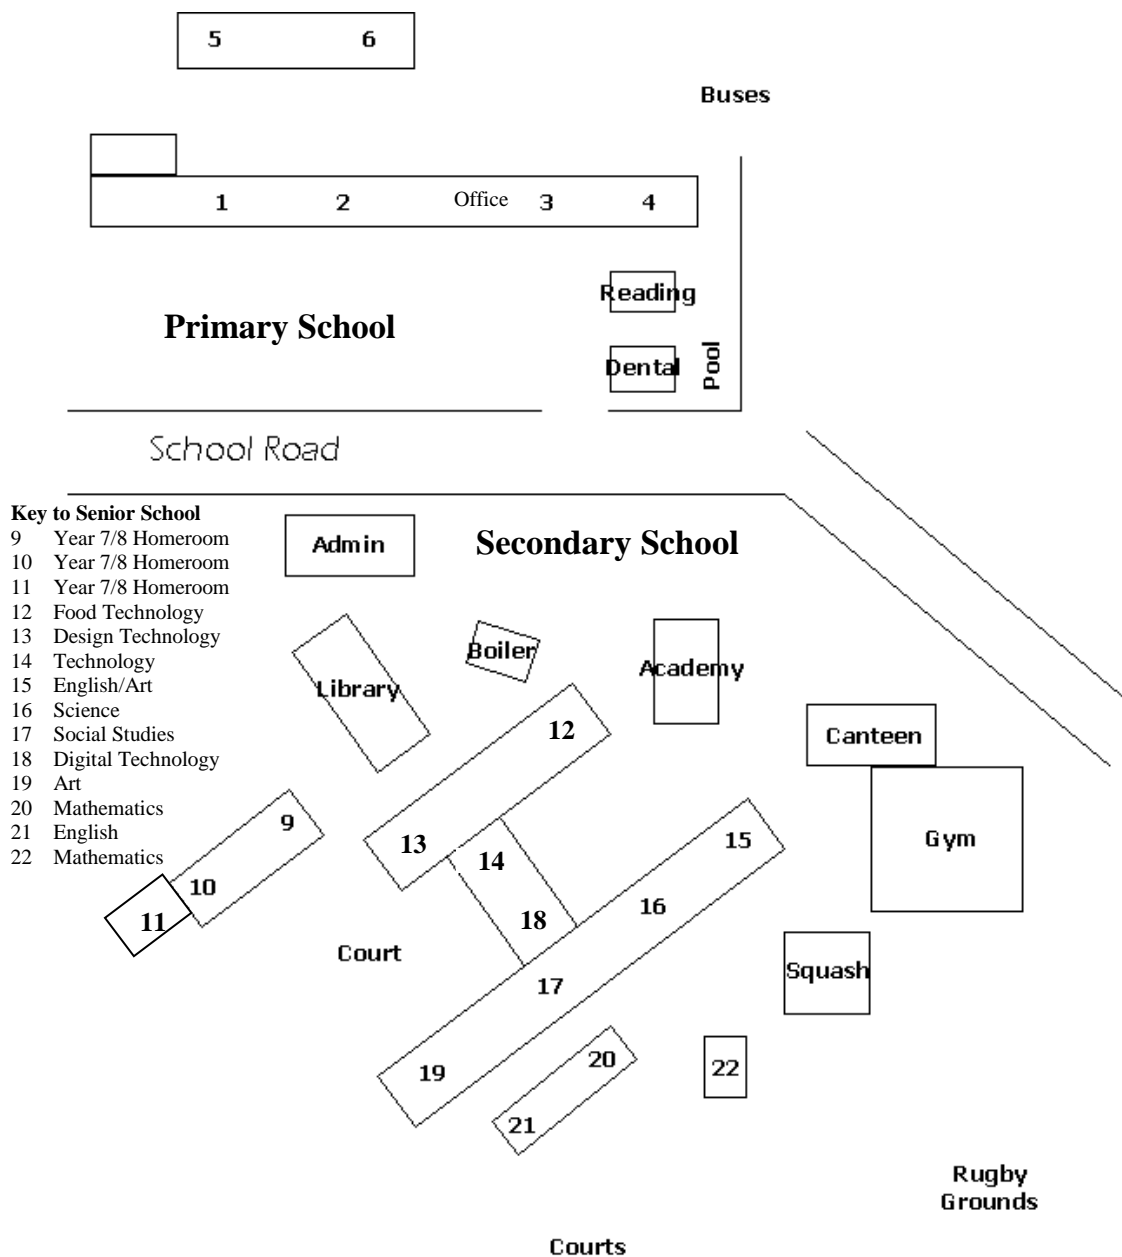 5 6
Buses
1 2 Office 3 4
Reading
Primary School
Dental
Pool
School Road
Key to Senior School
9 Year 7/8 Homeroom
10 Year 7/8 Homeroom
11 Year 7/8 Homeroom
12 Food Technology
13 Design Technology
14 Technology
15 English/Art
16 Science
17 Social Studies
18 Digital Technology
19 Art
20 Mathematics
21 English
22 Mathematics
Admin
Secondary School
Boiler
Academy
Library
12
Canteen
9
13
14
15
Gym
10
11
16
18
Court
17
Squash
19
20
22
21
Rugby
Grounds
Courts